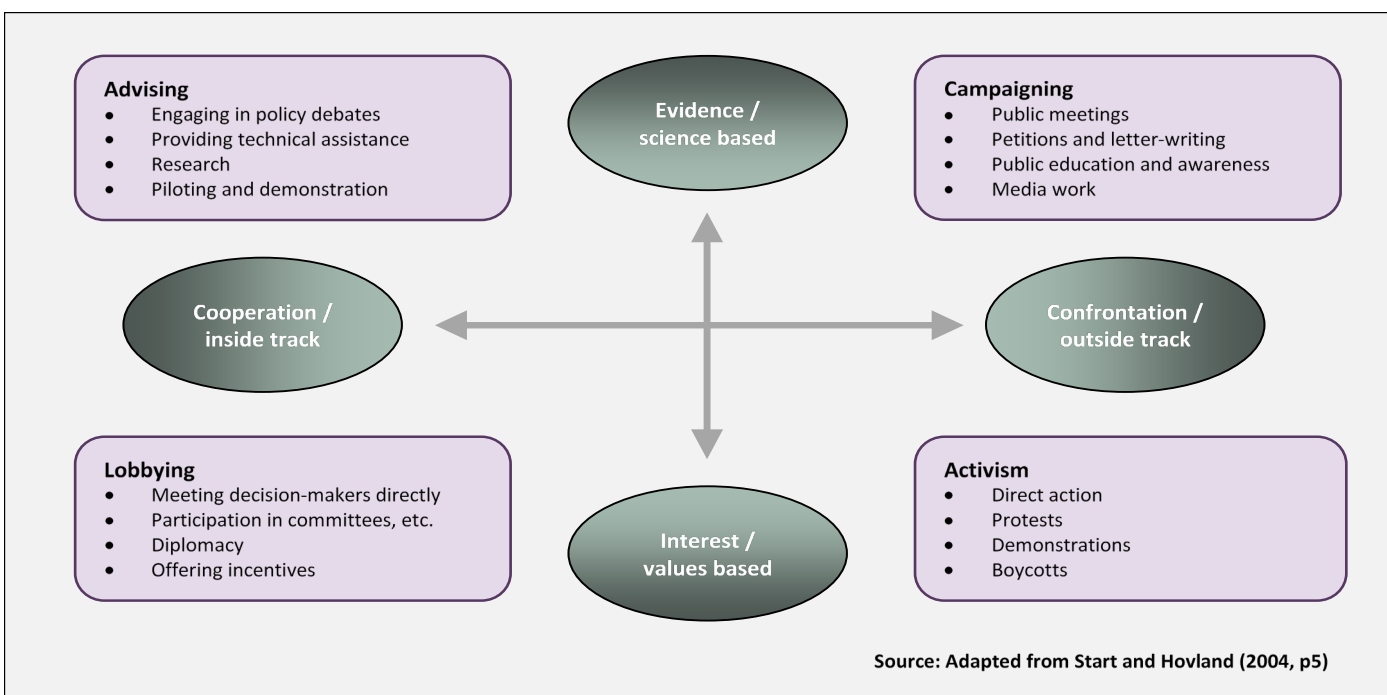 Advising
• Engaging in policy debates
• Providing technical assistance
• Research
• Piloting and demonstration
Evidence /
science based
Campaigning
• Public meetings
• Petitions and letter-writing
• Public education and awareness
• Media work
Cooperation /
inside track
Confrontation /
outside track
Lobbying
• Meeting decision-makers directly
• Participation in committees, etc.
• Diplomacy
• Offering incentives
Interest /
values based
Activism
• Direct action
• Protests
• Demonstrations
• Boycotts
Source: Adapted from Start and Hovland (2004, p5)